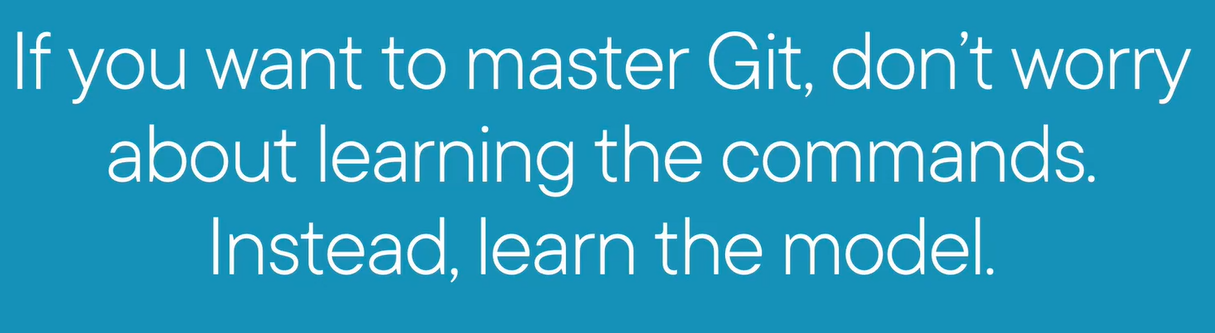 If you want to master Git, don’t worry
about learning the commands.
Instead, learn the model.